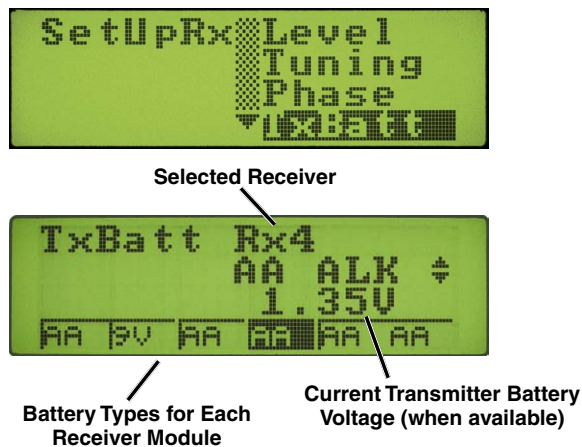 SetUpRx Level
Tuning
Phase
TxBatt
Selected Receiver
TxBatt Rx4
AA ALK
1.35V
AA 9V AA AA AA AA
Battery Types for Each
Receiver Module
Current Transmitter Battery
Voltage (when available)